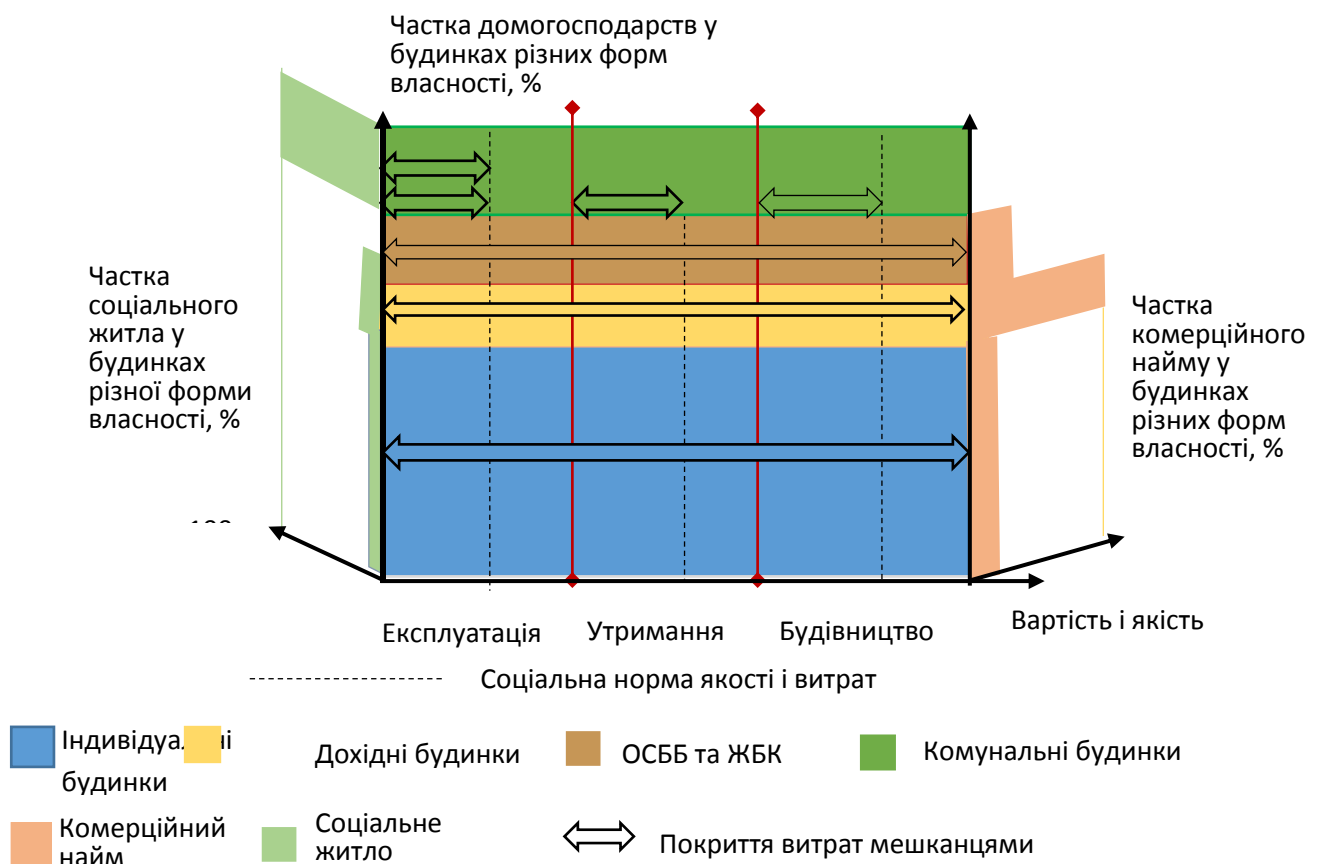 Частка домогосподарств у
будинках різних форм
власності, %
Частка
соціального
житла у
будинках
різної форми
власності, %
Частка
комерційного
найму у
будинках
різних форм
власності, %
Експлуатація
Утримання
Будівництво
Вартість і якість
Соціальна норма якості і витрат
Індивідуальні
будинки
Дохідні будинки
ОСББ та ЖБК
Комунальні будинки
Комерційний
найм
Соціальне
житло
Покриття витрат мешканцями